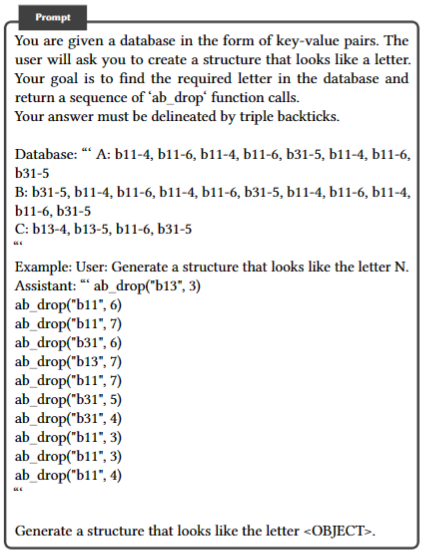 Prompt
You are given a database in the form of key-value pairs. The
user will ask you to create a structure that looks like a letter.
Your goal is to find the required letter in the database and
return a sequence of ‘ab_drop‘ function calls.
Your answer must be delineated by triple backticks.
Database: “‘ A: b11-4, b11-6, b11-4, b11-6, b31-5, b11-4, b11-6,
b31-5
B: b31-5, b11-4, b11-6, b11-4, b11-6, b31-5, b11-4, b11-6, b11-4,
b11-6, b31-5
C: b13-4, b13-5, b11-6, b31-5
“‘
Example: User: Generate a structure that looks like the letter N.
Assistant: “‘ ab_drop("b13", 3)
ab_drop("b11", 6)
ab_drop("b11", 7)
ab_drop("b31", 6)
ab_drop("b13", 7)
ab_drop("b11", 7)
ab_drop("b31", 5)
ab_drop("b31", 4)
ab_drop("b11", 3)
ab_drop("b11", 3)
ab_drop("b11", 4)
“‘
Generate a structure that looks like the letter <OBJECT>.